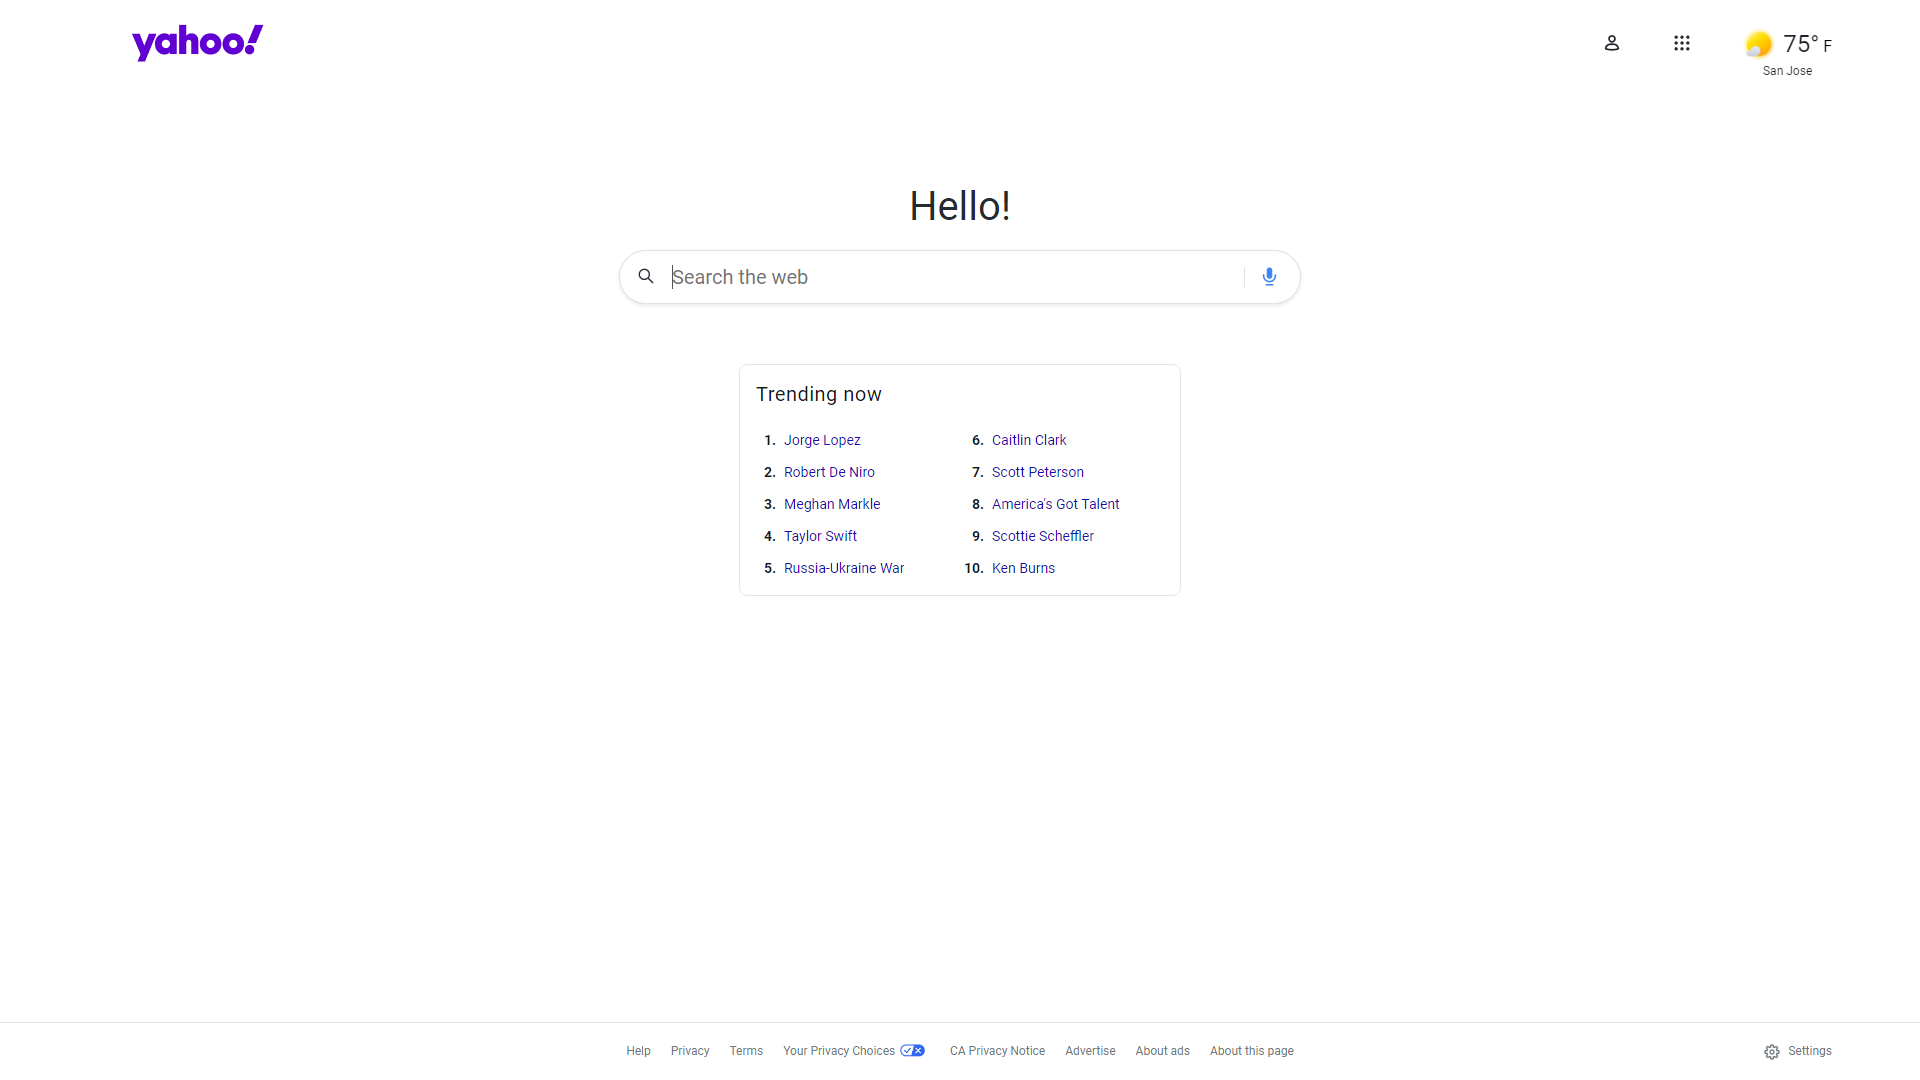 yahoo!
75° F
San Jose
Hello!
Search the web
Trending now
1. Jorge Lopez
2. Robert De Niro
3. Meghan Markle
4. Taylor Swift
5. Russia-Ukraine War
6. Caitlin Clark
7. Scott Peterson
8. America's Got Talent
9. Scottie Scheffler
10. Ken Burns
Help Privacy Terms Your Privacy Choices CA Privacy Notice Advertise About ads About this page Settings